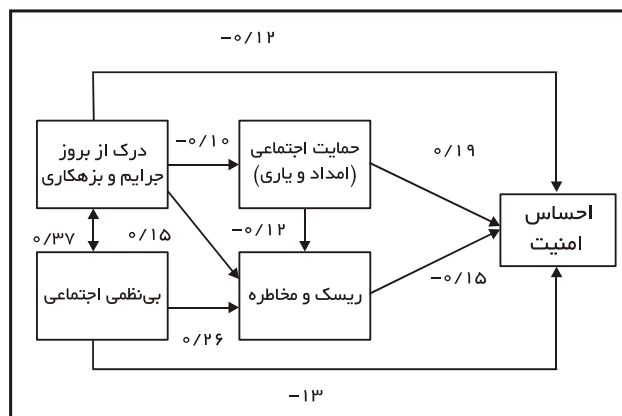 -۰/۱۲
درک از بروز
جرایم و بزهکاری
-۰/۱۰
حمایت اجتماعی
(امداد و یاری)
۰/۱۹
احساس
امنیت
۰/۳۷
۰/۱۵
-۰/۱۲
بی‌نظمی اجتماعی
ریسک و مخاطره
-۰/۱۵
۰/۲۶
-۱۳